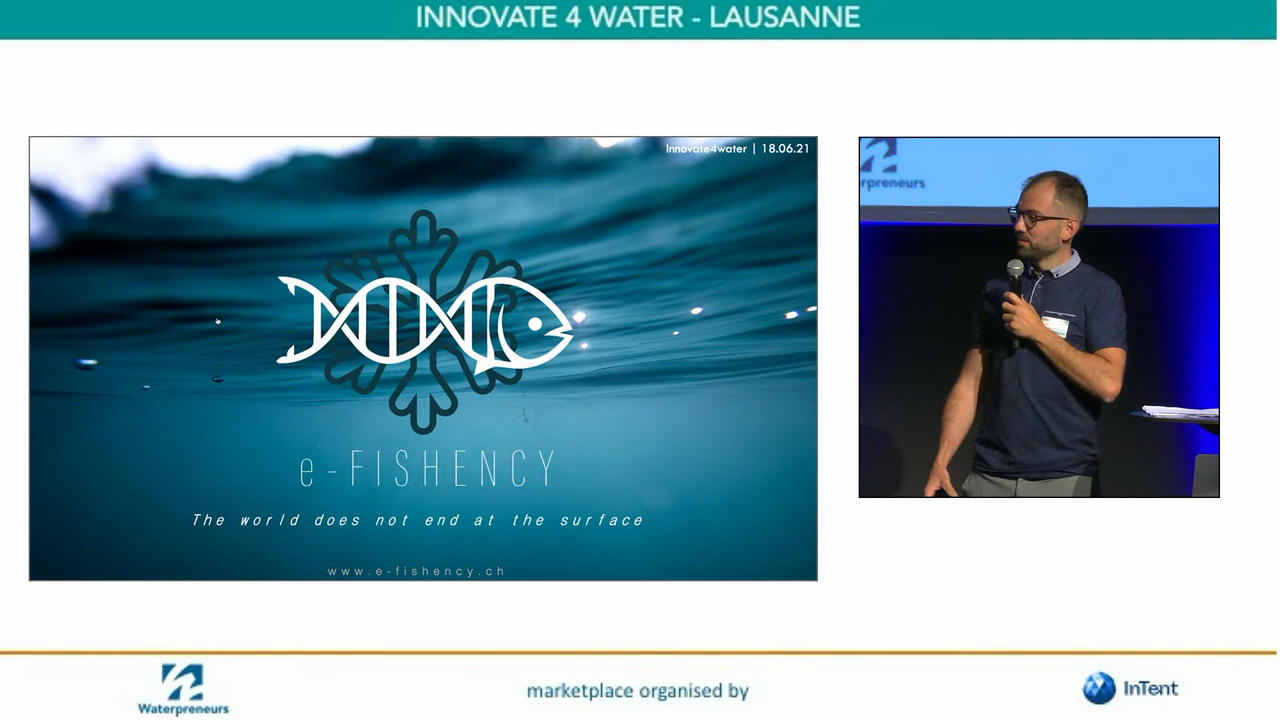 INNOVATE 4 WATER - LAUSANNE
Innovate4water | 18.06.21
e-FISHENCY
The world does not end at the surface
www.e-fishency.ch
rpreneurs
Waterpreneurs
marketplace organised by
InTent